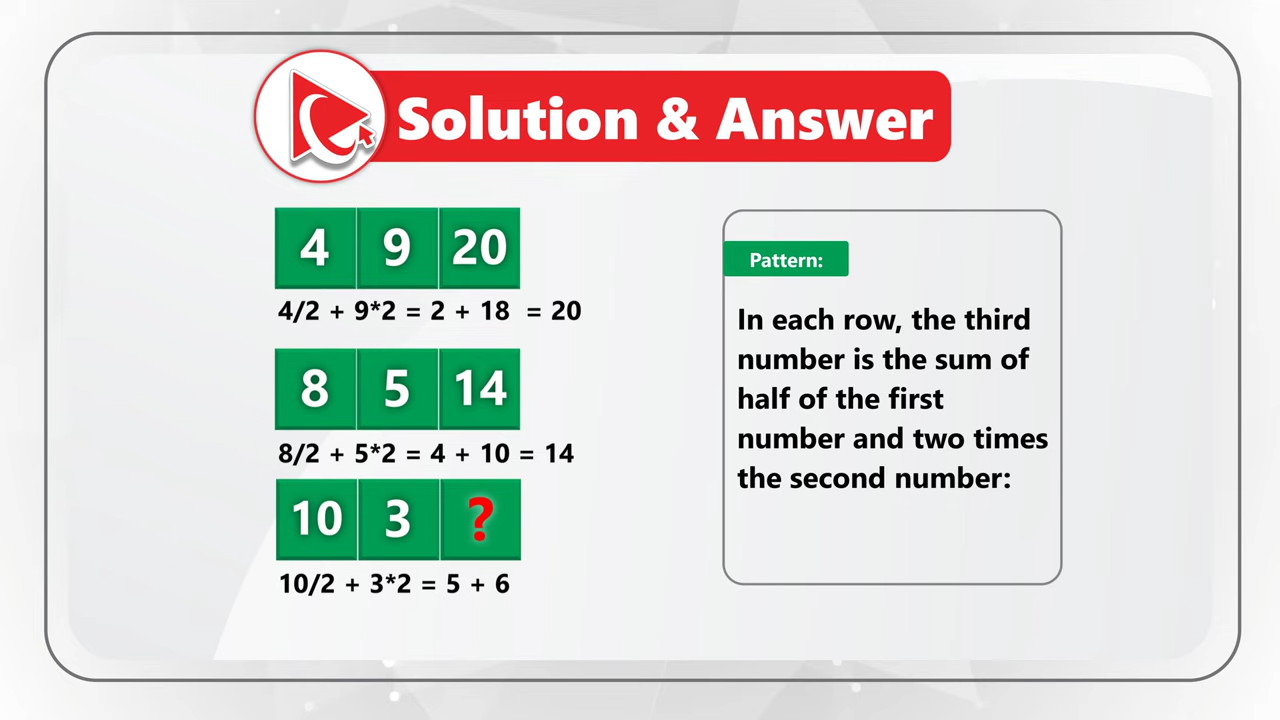 Solution & Answer
4 9 20
4/2 + 9*2 = 2 + 18 = 20
8 5 14
8/2 + 5*2 = 4 + 10 = 14
10 3 ?
10/2 + 3*2 = 5 + 6
Pattern:
In each row, the third
number is the sum of
half of the first
number and two times
the second number: